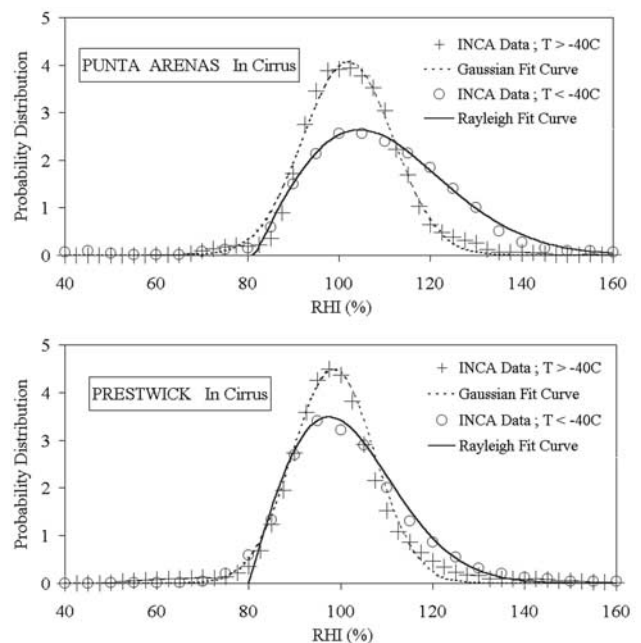 5
PUNTA ARENAS In Cirrus
INCA Data ; T > -40C
Gaussian Fit Curve
INCA Data ; T < -40C
Rayleigh Fit Curve
4
3
2
1
0
Probability Distribution
40 60 80 100 120 140 160
RHI (%)
5
PRESTWICK In Cirrus
INCA Data ; T > -40C
Gaussian Fit Curve
INCA Data ; T < -40C
Rayleigh Fit Curve
4
3
2
1
0
Probability Distribution
40 60 80 100 120 140 160
RHI (%)